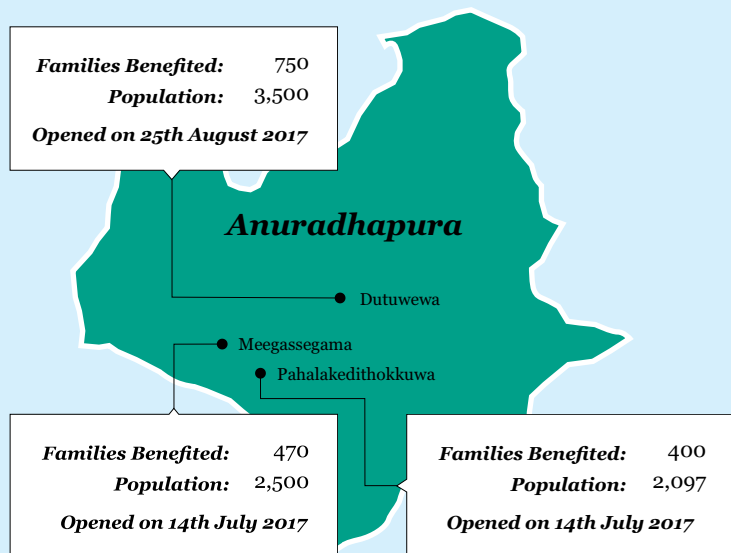 Families Benefited: 750
Population: 3,500
Opened on 25th August 2017
Anuradhapura
Dutuwewa
Meegassegama
Pahalakedithokkuwa
Families Benefited: 470
Population: 2,500
Opened on 14th July 2017
Families Benefited: 400
Population: 2,097
Opened on 14th July 2017